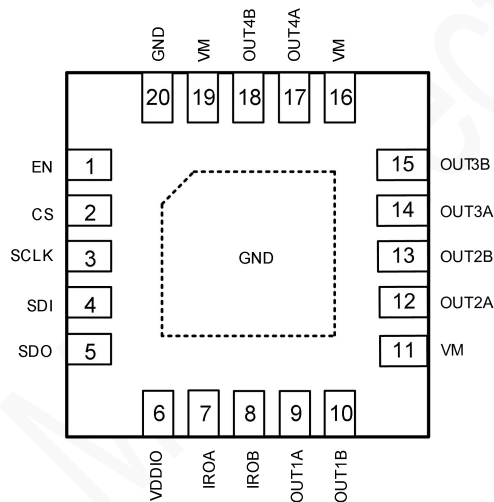 GND VM OUT4B OUT4A VM
20 19 18 17 16
EN 1
15 OUT3B
CS 2
14 OUT3A
SCLK 3
13 OUT2B
GND
SDI 4
12 OUT2A
SDO 5
11 VM
6 7 8 9 10
VDDIO IROA IROB OUT1A OUT1B